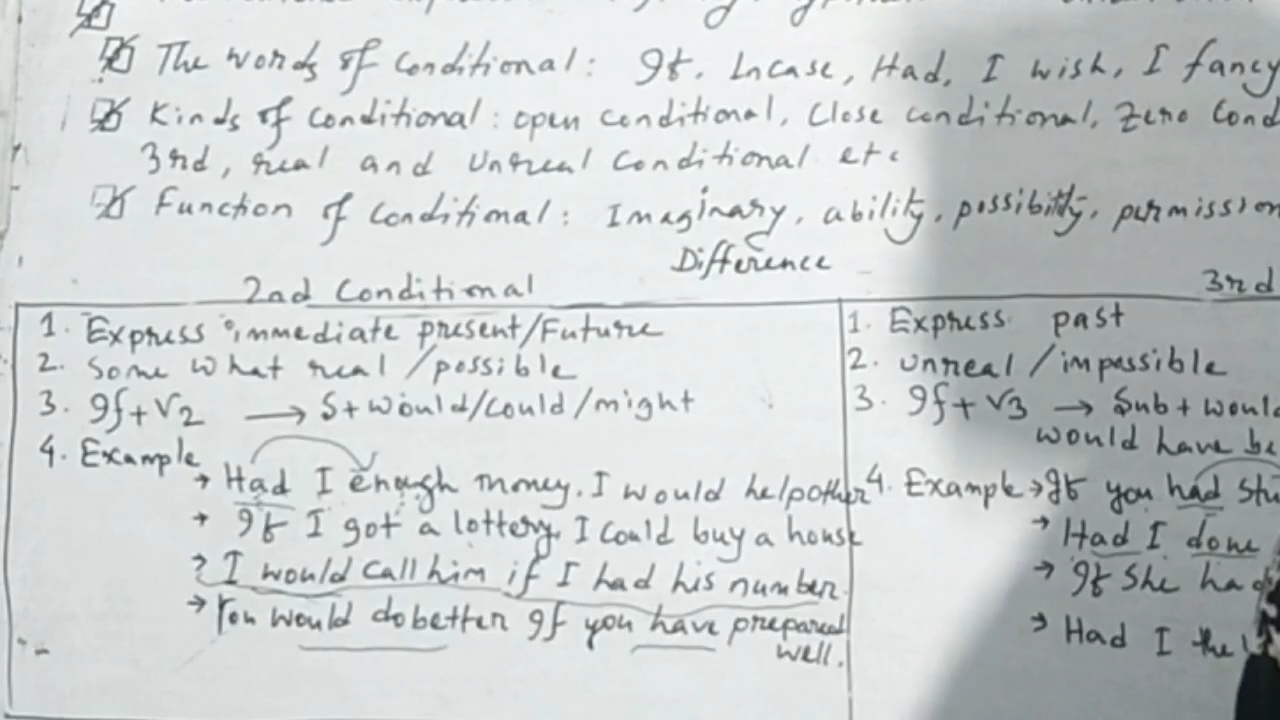 The words of conditional: If, Incase, Had, I wish, I fancy
Kinds of conditional: open conditional, Close conditional, Zero Cond
3rd, real and Unreal Conditional etc
Function of Conditional: Imaginary, ability, possibility, permission
Difference
2nd Conditional
1. Express immediate present/Future
2. Some what real/possible
3. If+V2 → S+would/could/might
4. Example
→ Had I enough money, I would help other
→ If I got a lottery, I could buy a house
→ I would call him if I had his number.
→ You would do better If you have prepared
well.
3rd
1. Express past
2. unreal/impossible
3. If+V3 → Sub+would
would have be
4. Example → If you had stu
→ Had I done
→ If She had
→ Had I the